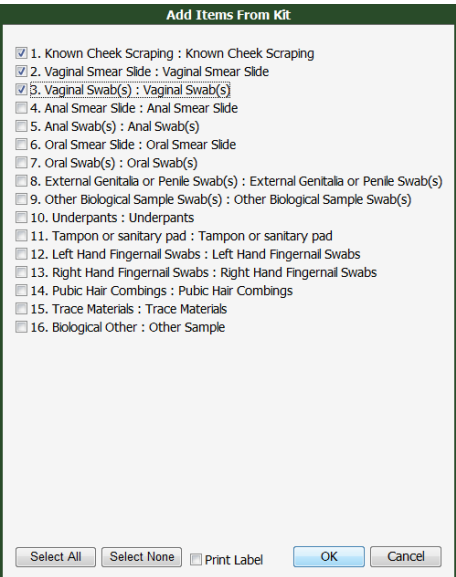 Add Items From Kit
1. Known Cheek Scraping : Known Cheek Scraping
2. Vaginal Smear Slide : Vaginal Smear Slide
3. Vaginal Swab(s) : Vaginal Swab(s)
4. Anal Smear Slide : Anal Smear Slide
5. Anal Swab(s) : Anal Swab(s)
6. Oral Smear Slide : Oral Smear Slide
7. Oral Swab(s) : Oral Swab(s)
8. External Genitalia or Penile Swab(s) : External Genitalia or Penile Swab(s)
9. Other Biological Sample Swab(s) : Other Biological Sample Swab(s)
10. Underpants : Underpants
11. Tampon or sanitary pad : Tampon or sanitary pad
12. Left Hand Fingernail Swabs : Left Hand Fingernail Swabs
13. Right Hand Fingernail Swabs : Right Hand Fingernail Swabs
14. Pubic Hair Combings : Pubic Hair Combings
15. Trace Materials : Trace Materials
16. Biological Other : Other Sample
Select All Select None Print Label OK Cancel